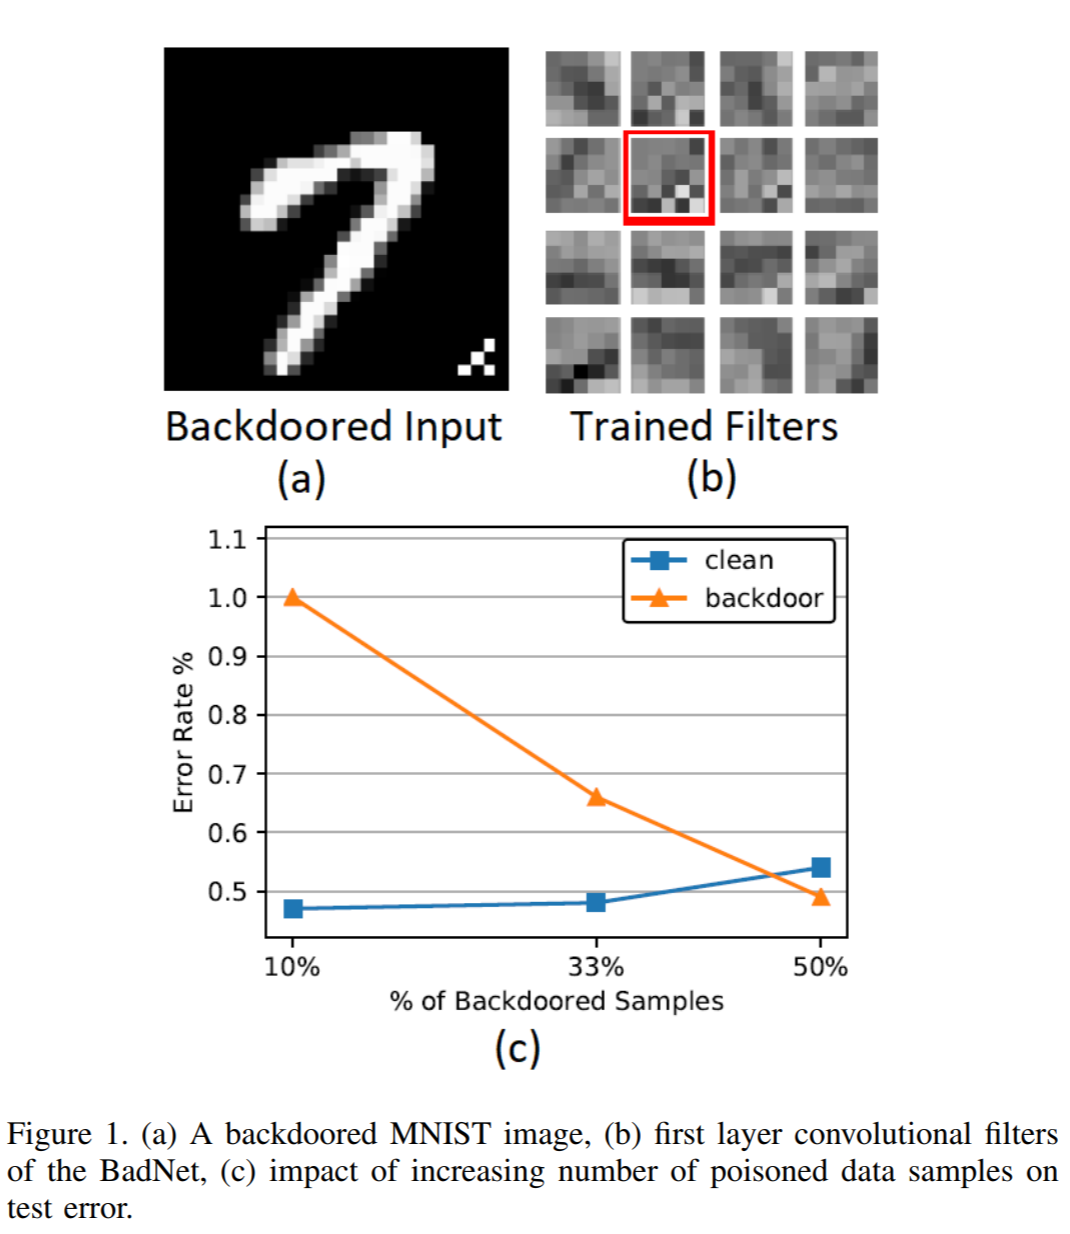 Backdoored Input
Trained Filters
(a)
(b)
1.1
1.0
0.9
0.8
0.7
0.6
0.5
Error Rate %
clean
backdoor
10%
33%
50%
% of Backdoored Samples
(c)
Figure 1. (a) A backdoored MNIST image, (b) first layer convolutional filters
of the BadNet, (c) impact of increasing number of poisoned data samples on
test error.